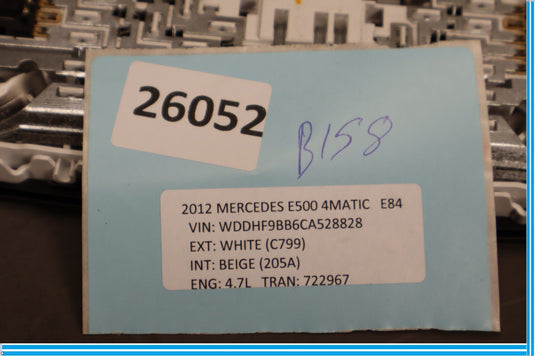 26052
B158
2012 MERCEDES E500 4MATIC E84
VIN: WDDHF9BB6CA528828
EXT: WHITE (C799)
INT: BEIGE (205A)
ENG: 4.7L TRAN: 722967